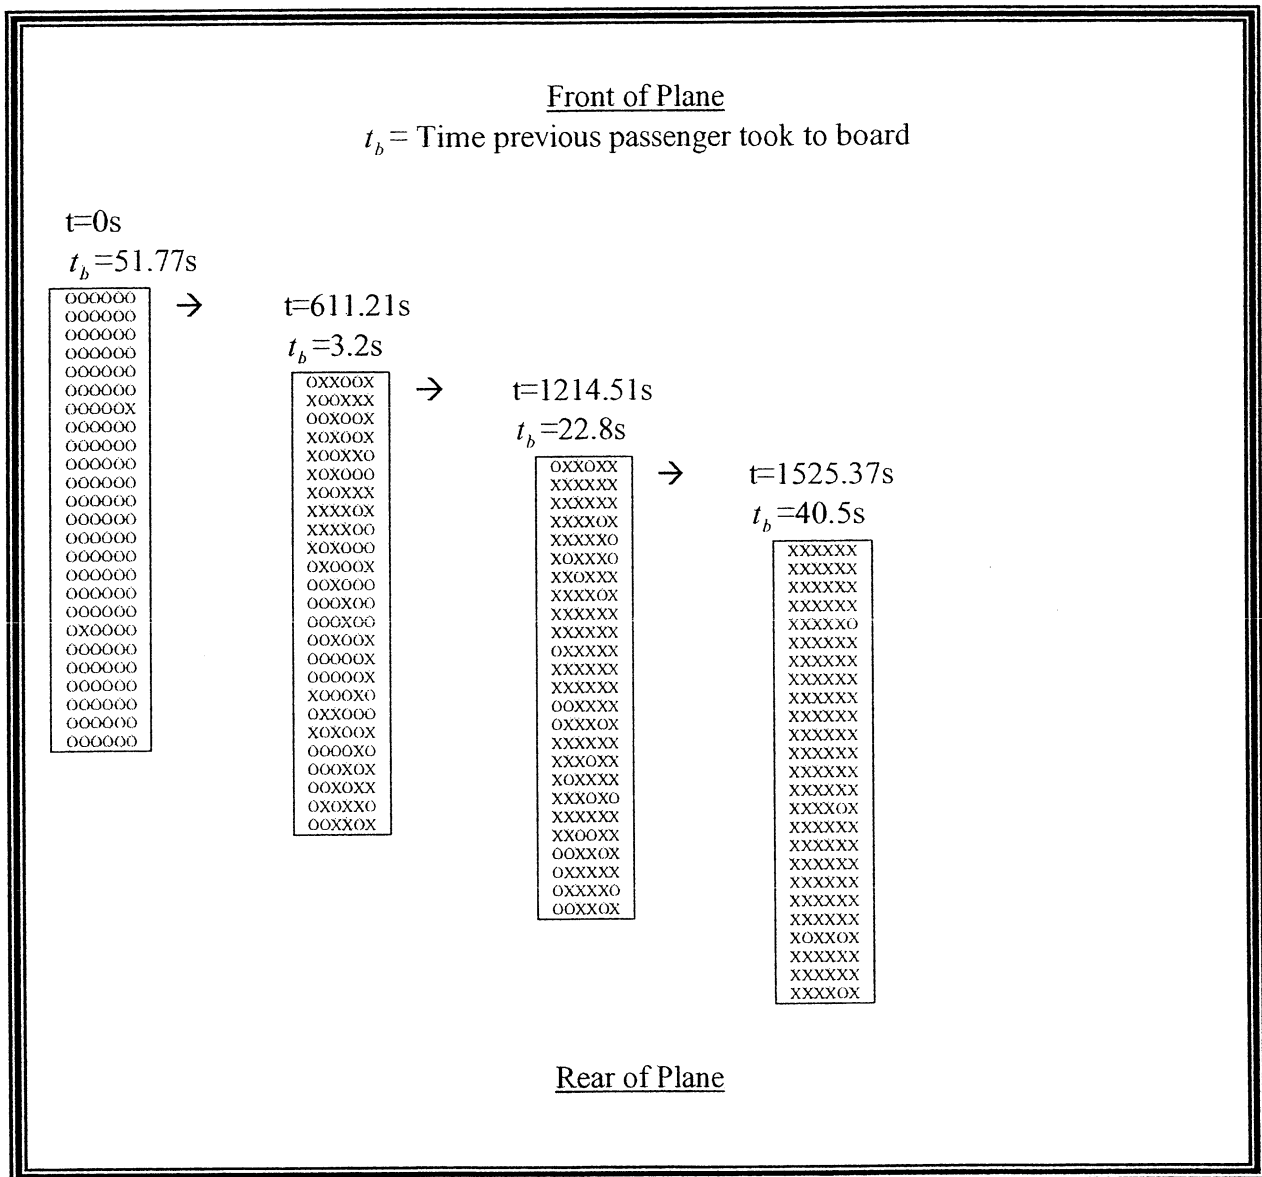 Front of Plane
t_b = Time previous passenger took to board
t=0s
t_b=51.77s
OOOOOO
OOOOOO
OOOOOO
OOOOOO
OOOOOO
OOOOOO
OOOOOX
OOOOOO
OOOOOO
OOOOOO
OOOOOO
OOOOOO
OOOOOO
OOOOOO
OOOOOO
OOOOOO
OOOOOO
OOOOOO
OXOOOO
OOOOOO
OOOOOO
OOOOOO
OOOOOO
OOOOOO
OOOOOO
→
t=611.21s
t_b=3.2s
OXXOOX
XOOXXX
OOXOOX
XOXOOX
XOOXXO
XOXOOO
XOOXXX
XXXXOX
XXXXOO
XOXOOO
OXOOOX
OOXOOO
OOOXOO
OOOXOO
OOXOOX
OOOOOX
OOOOOX
XOOOXO
OXXOOO
XOXOOX
OOOOXO
OOOXOX
OOXOXX
OXOXXO
OOXXOX
→
t=1214.51s
t_b=22.8s
OXXOXX
XXXXXX
XXXXXX
XXXXOX
XXXXXO
XOXXXO
XXOXXX
XXXXOX
XXXXXX
XXXXXX
OXXXXX
XXXXXX
XXXXXX
OOXXXX
OXXXOX
XXXXXX
XXXOXX
XOXXXX
XXXOXO
XXXXXX
XXOOXX
OOXXOX
OXXXXX
OXXXXO
OOXXOX
→
t=1525.37s
t_b=40.5s
XXXXXX
XXXXXX
XXXXXX
XXXXXX
XXXXXO
XXXXXX
XXXXXX
XXXXXX
XXXXXX
XXXXXX
XXXXXX
XXXXXX
XXXXXX
XXXXXX
XXXXOX
XXXXXX
XXXXXX
XXXXXX
XXXXXX
XXXXXX
XXXXXX
XOXXOX
XXXXXX
XXXXXX
XXXXOX
Rear of Plane